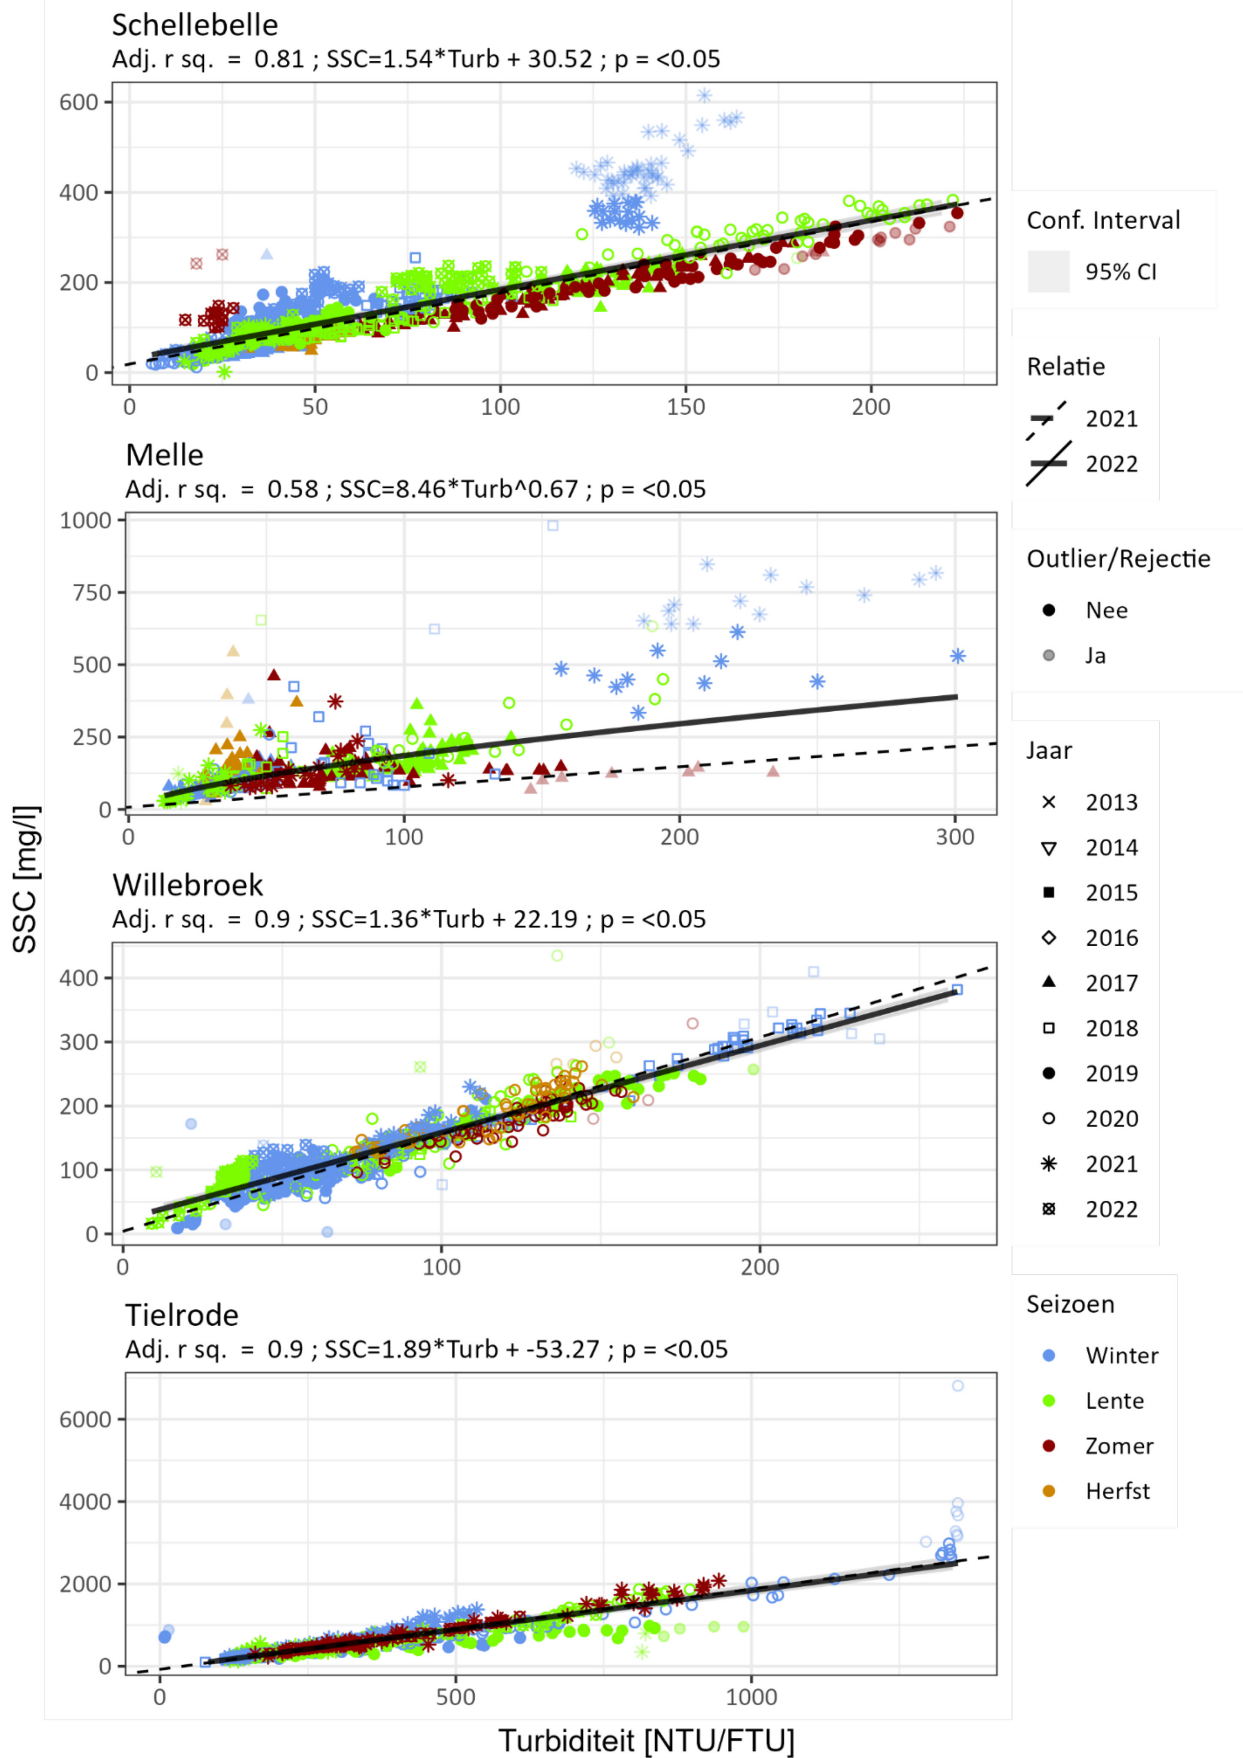 Schellebelle
Adj. r sq. = 0.81 ; SSC=1.54*Turb + 30.52 ; p = <0.05
600
400
200
0
0 50 100 150 200
Melle
Adj. r sq. = 0.58 ; SSC=8.46*Turb^0.67 ; p = <0.05
1000
750
500
250
0
0 100 200 300
Willebroek
Adj. r sq. = 0.9 ; SSC=1.36*Turb + 22.19 ; p = <0.05
400
300
200
100
0
0 100 200
Tielrode
Adj. r sq. = 0.9 ; SSC=1.89*Turb + -53.27 ; p = <0.05
6000
4000
2000
0
0 500 1000
SSC [mg/l]
Turbiditeit [NTU/FTU]
Conf. Interval
95% CI
Relatie
2021
2022
Outlier/Rejectie
Nee
Ja
Jaar
2013
2014
2015
2016
2017
2018
2019
2020
2021
2022
Seizoen
Winter
Lente
Zomer
Herfst